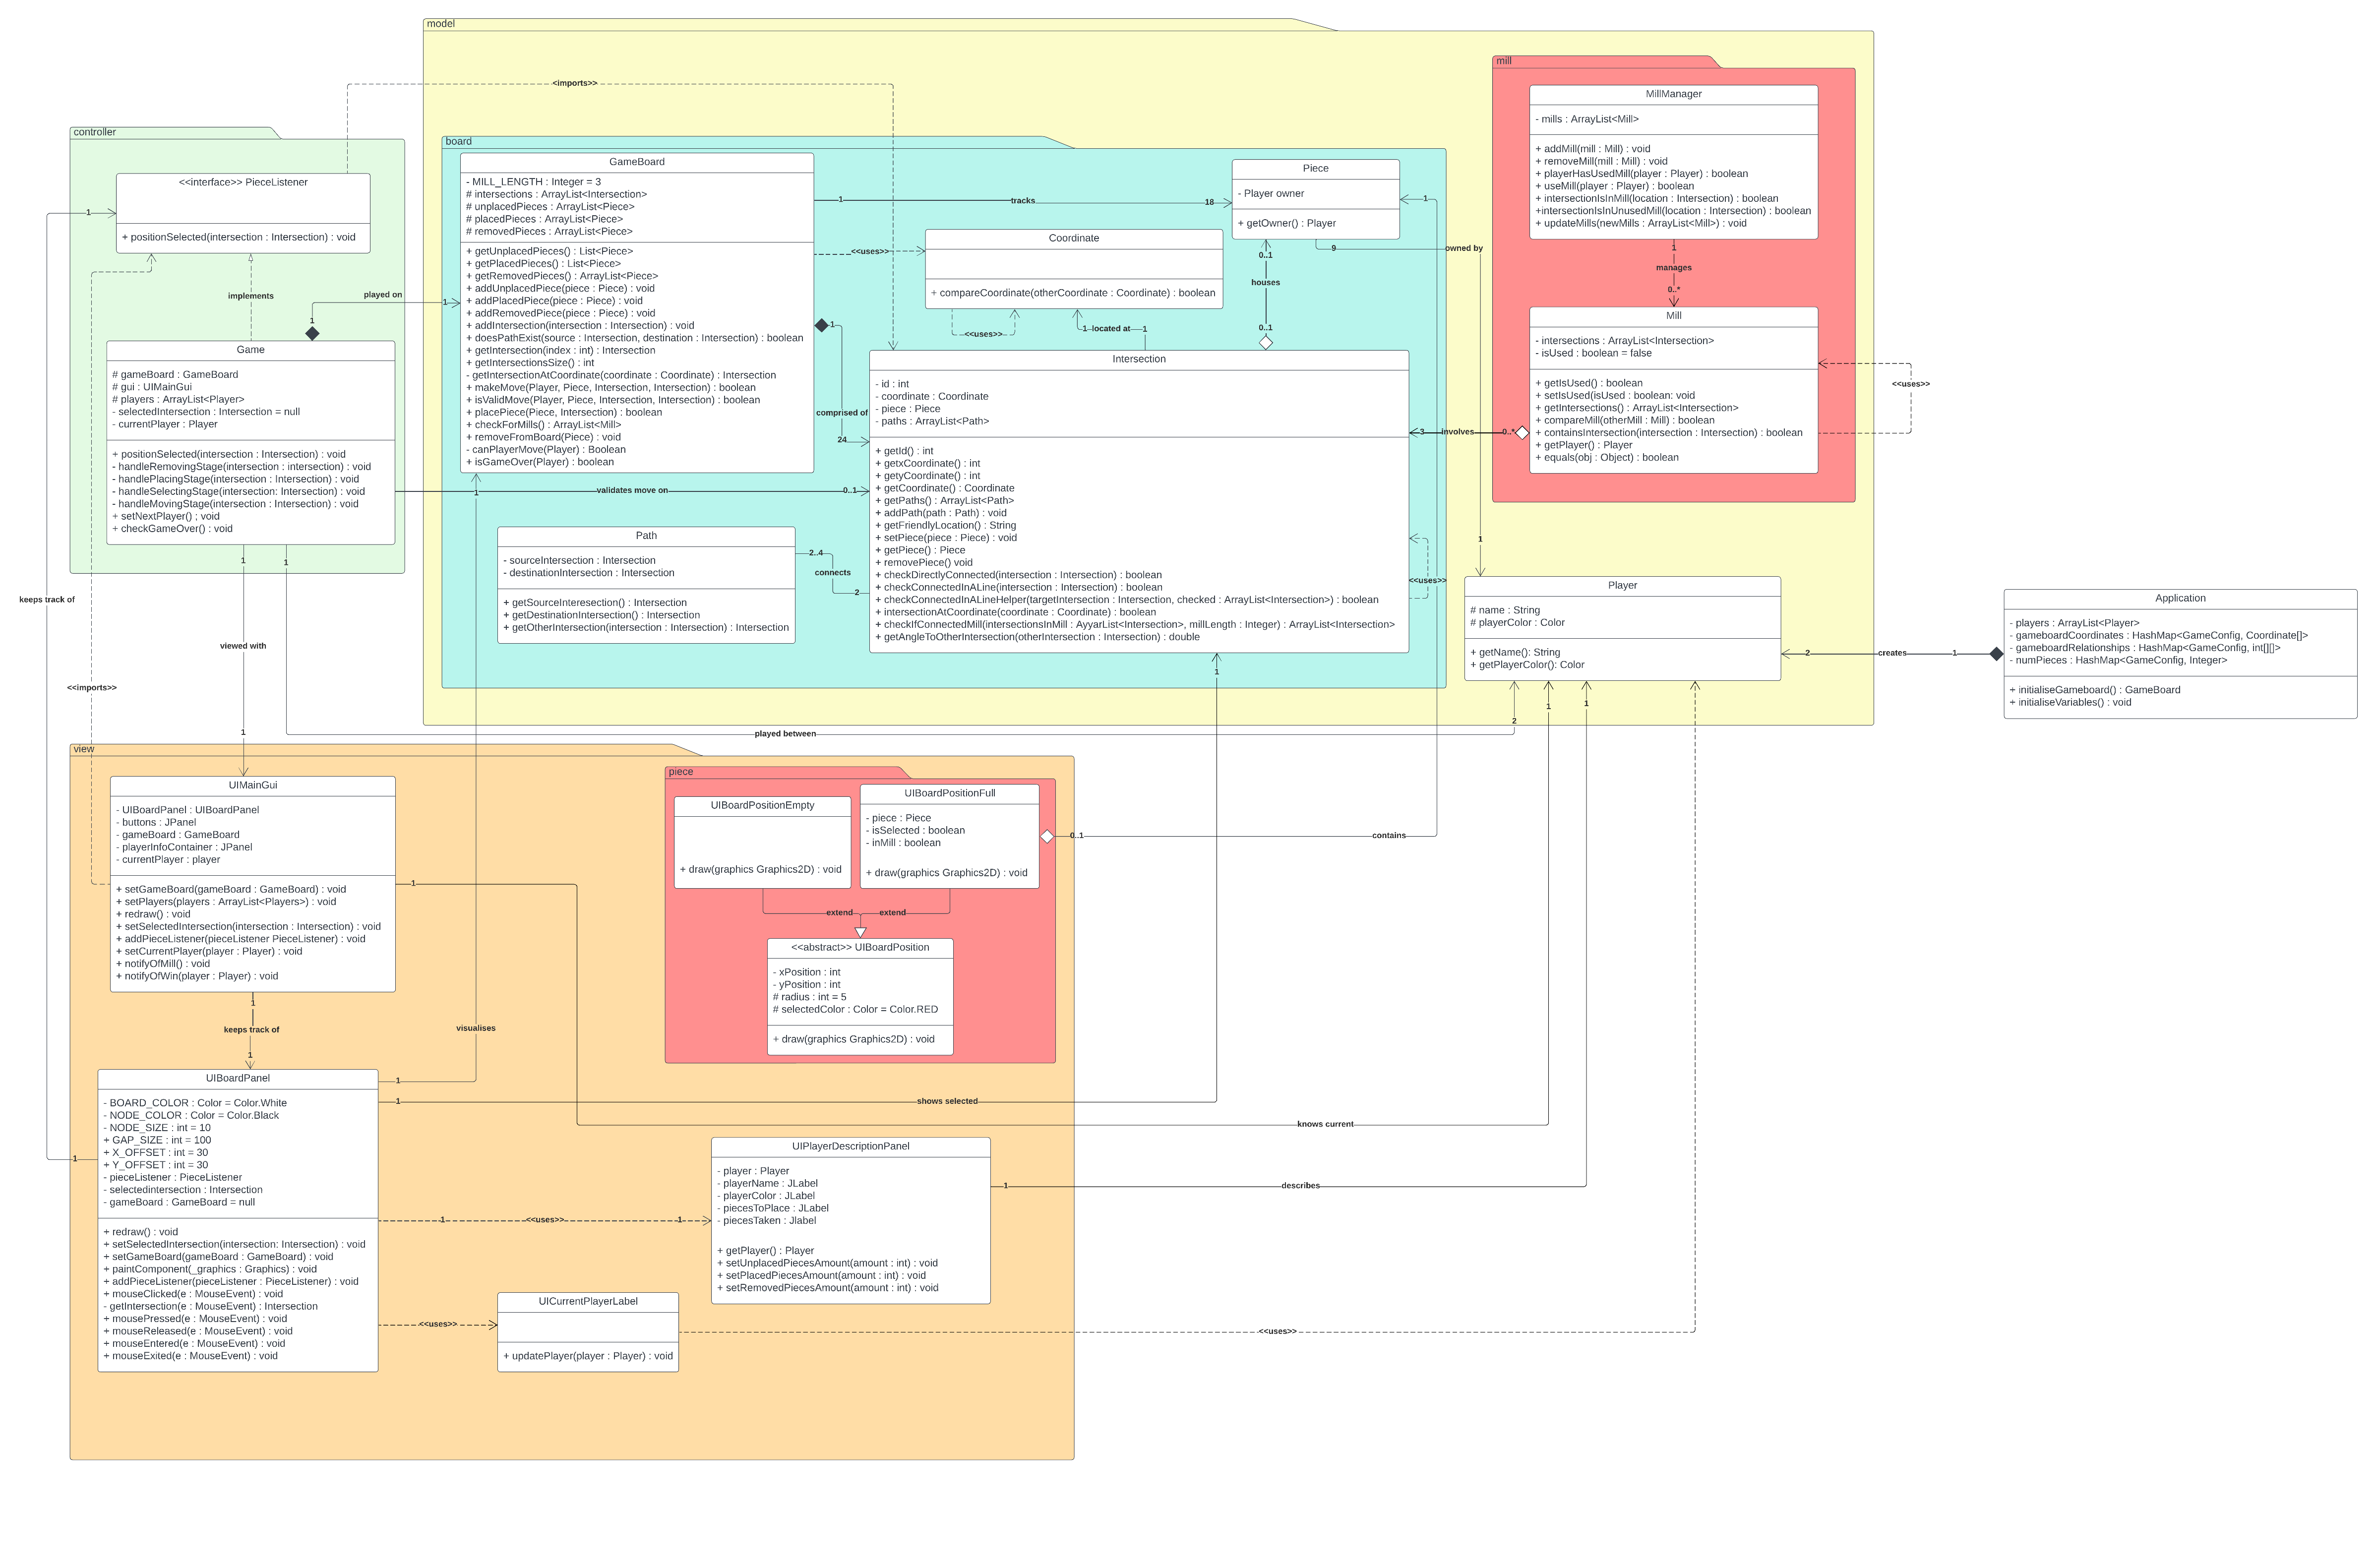 model
<imports>>
mill
MillManager
- mills : ArrayList<Mill>
+ addMill(mill : Mill) : void
+ removeMill(mill : Mill) : void
+ playerHasUsedMill(player : Player) : boolean
+ useMill(player : Player) : boolean
+ intersectionIsInMill(location : Intersection) : boolean
+intersectionIsInUnusedMill(location : Intersection) : boolean
+ updateMills(newMills : ArrayList<Mill>) : void
1
manages
0..*
Mill
- intersections : ArrayList<Intersection>
- isUsed : boolean = false
+ getIsUsed() : boolean
+ setIsUsed(isUsed : boolean: void
+ getIntersections() : ArrayList<Intersection>
+ compareMill(otherMill : Mill) : boolean
+ containsIntersection(intersection : Intersection) : boolean
+ getPlayer() : Player
+ equals(obj : Object) : boolean
<<uses>>
3 involves 0..*
controller
<<interface>> PieceListener
+ positionSelected(intersection : Intersection) : void
1
implements
played on
1
1
Game
# gameBoard : GameBoard
# gui : UIMainGui
# players : ArrayList<Player>
- selectedIntersection : Intersection = null
- currentPlayer : Player
+ positionSelected(intersection : Intersection) : void
- handleRemovingStage(intersection : intersection) : void
- handlePlacingStage(intersection : Intersection) : void
- handleSelectingStage(intersection: Intersection) : void
- handleMovingStage(intersection : Intersection) : void
+ setNextPlayer() ; void
+ checkGameOver() : void
validates move on 0..1
board
GameBoard
- MILL_LENGTH : Integer = 3
# intersections : ArrayList<Intersection>
# unplacedPieces : ArrayList<Piece>
# placedPieces : ArrayList<Piece>
# removedPieces : ArrayList<Piece>
+ getUnplacedPieces() : List<Piece>
+ getPlacedPieces() : List<Piece>
+ getRemovedPieces() : ArrayList<Piece>
+ addUnplacedPiece(piece : Piece) : void
+ addPlacedPiece(piece : Piece) : void
+ addRemovedPiece(piece : Piece) : void
+ addIntersection(intersection : Intersection) : void
+ doesPathExist(source : Intersection, destination : Intersection) : boolean
+ getIntersection(index : int) : Intersection
+ getIntersectionsSize() : int
- getIntersectionAtCoordinate(coordinate : Coordinate) : Intersection
+ makeMove(Player, Piece, Intersection, Intersection) : boolean
+ isValidMove(Player, Piece, Intersection, Intersection) : boolean
+ placePiece(Piece, Intersection) : boolean
+ checkForMills() : ArrayList<Mill>
+ removeFromBoard(Piece) : void
- canPlayerMove(Player) : Boolean
+ isGameOver(Player) : boolean
1 tracks 18
<<uses>>
1
comprised of
24
Piece
- Player owner
+ getOwner() : Player
1
9 owned by
1
0..1
houses
0..1
Coordinate
+ compareCoordinate(otherCoordinate : Coordinate) : boolean
<<uses>>
1 located at 1
Intersection
- id : int
- coordinate : Coordinate
- piece : Piece
- paths : ArrayList<Path>
+ getId() : int
+ getxCoordinate() : int
+ getyCoordinate() : int
+ getCoordinate() : Coordinate
+ getPaths() : ArrayList<Path>
+ addPath(path : Path) : void
+ getFriendlyLocation() : String
+ setPiece(piece : Piece) : void
+ getPiece() : Piece
+ removePiece() void
+ checkDirectlyConnected(intersection : Intersection) : boolean
+ checkConnectedInALine(intersection : Intersection) : boolean
+ checkConnectedInALineHelper(targetIntersection : Intersection, checked : ArrayList<Intersection>) : boolean
+ intersectionAtCoordinate(coordinate : Coordinate) : boolean
+ checkIfConnectedMill(intersectionsInMill : AyyarList<Intersection>, millLength : Integer) : ArrayList<Intersection>
+ getAngleToOtherIntersection(otherIntersection : Intersection) : double
<<uses>>
1
Path
- sourceIntersection : Intersection
- destinationIntersection : Intersection
+ getSourceInteresection() : Intersection
+ getDestinationIntersection() : Intersection
+ getOtherIntersection(intersection : Intersection) : Intersection
2..4
connects
2
1
Player
# name : String
# playerColor : Color
+ getName(): String
+ getPlayerColor(): Color
2 creates 1
Application
- players : ArrayList<Player>
- gameboardCoordinates : HashMap<GameConfig, Coordinate[]>
- gameboardRelationships : HashMap<GameConfig, int[][]>
- numPieces : HashMap<GameConfig, Integer>
+ initialiseGameboard() : GameBoard
+ initialiseVariables() : void
1
1
keeps track of
viewed with
<<imports>>
1
played between
2
1
1
view
UIMainGui
- UIBoardPanel : UIBoardPanel
- buttons : JPanel
- gameBoard : GameBoard
- playerInfoContainer : JPanel
- currentPlayer : player
+ setGameBoard(gameBoard : GameBoard) : void
+ setPlayers(players : ArrayList<Players>) : void
+ redraw() : void
+ setSelectedIntersection(intersection : Intersection) : void
+ addPieceListener(pieceListener PieceListener) : void
+ setCurrentPlayer(player : Player) : void
+ notifyOfMill() : void
+ notifyOfWin(player : Player) : void
1
1
keeps track of
1
visualises
piece
UIBoardPositionEmpty
+ draw(graphics Graphics2D) : void
UIBoardPositionFull
- piece : Piece
- isSelected : boolean
- inMill : boolean
+ draw(graphics Graphics2D) : void
0..1 contains
extend extend
<<abstract>> UIBoardPosition
- xPosition : int
- yPosition : int
# radius : int = 5
# selectedColor : Color = Color.RED
+ draw(graphics Graphics2D) : void
UIBoardPanel
- BOARD_COLOR : Color = Color.White
- NODE_COLOR : Color = Color.Black
- NODE_SIZE : int = 10
+ GAP_SIZE : int = 100
+ X_OFFSET : int = 30
+ Y_OFFSET : int = 30
- pieceListener : PieceListener
- selectedintersection : Intersection
- gameBoard : GameBoard = null
+ redraw() : void
+ setSelectedIntersection(intersection: Intersection) : void
+ setGameBoard(gameBoard : GameBoard) : void
+ paintComponent(_graphics : Graphics) : void
+ addPieceListener(pieceListener : PieceListener) : void
+ mouseClicked(e : MouseEvent) : void
- getIntersection(e : MouseEvent) : Intersection
+ mousePressed(e : MouseEvent) : void
+ mouseReleased(e : MouseEvent) : void
+ mouseEntered(e : MouseEvent) : void
+ mouseExited(e : MouseEvent) : void
1
1
1 shows selected
knows current
1
1 <<uses>> 1
<<uses>>
UIPlayerDescriptionPanel
- player : Player
- playerName : JLabel
- playerColor : JLabel
- piecesToPlace : JLabel
- piecesTaken : Jlabel
+ getPlayer() : Player
+ setUnplacedPiecesAmount(amount : int) : void
+ setPlacedPiecesAmount(amount : int) : void
+ setRemovedPiecesAmount(amount : int) : void
1 describes
UICurrentPlayerLabel
+ updatePlayer(player : Player) : void
<<uses>>